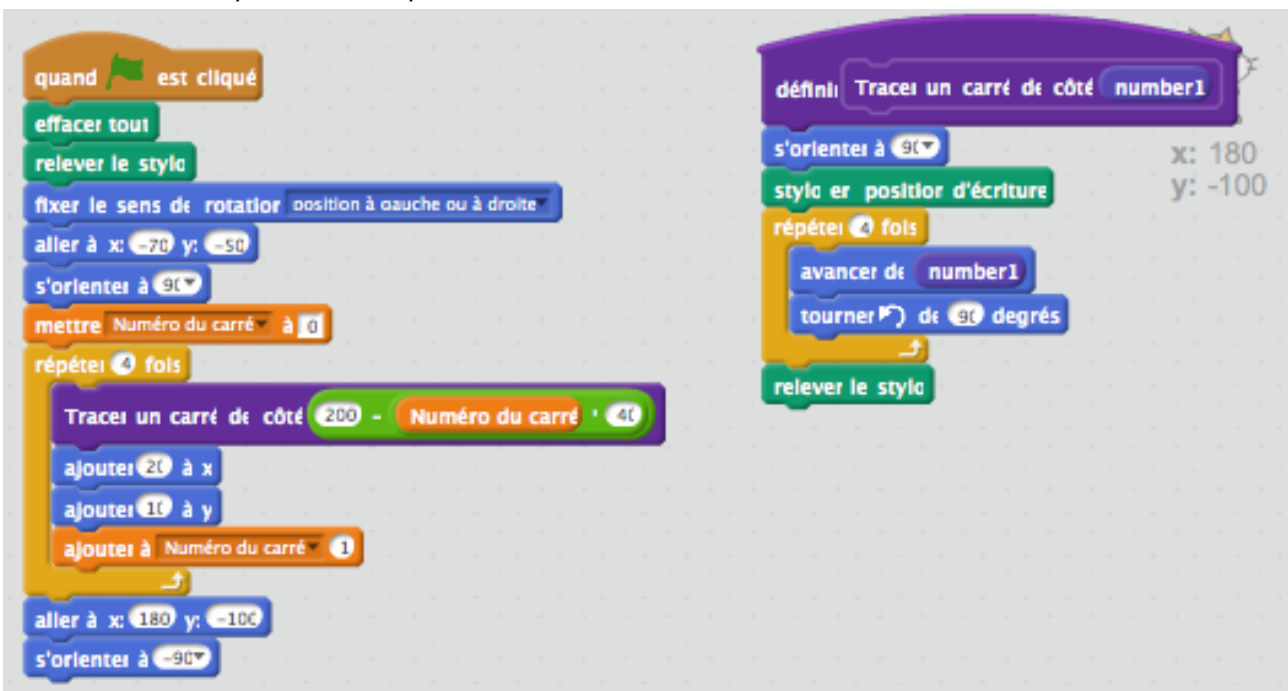 quand est cliqué
effacer tout
relever le stylo
fixer le sens de rotation position à gauche ou à droite
aller à x: -70 y: -50
s'orienter à 90
mettre Numéro du carré à 0
répéter 4 fois
Tracer un carré de côté 200 - Numéro du carré * 40
ajouter 20 à x
ajouter 10 à y
ajouter à Numéro du carré 1
aller à x: 180 y: -100
s'orienter à -90
définir Tracer un carré de côté number1
s'orienter à 90
stylo en position d'écriture
répéter 4 fois
avancer de number1
tourner de 90 degrés
relever le stylo
x: 180
y: -100